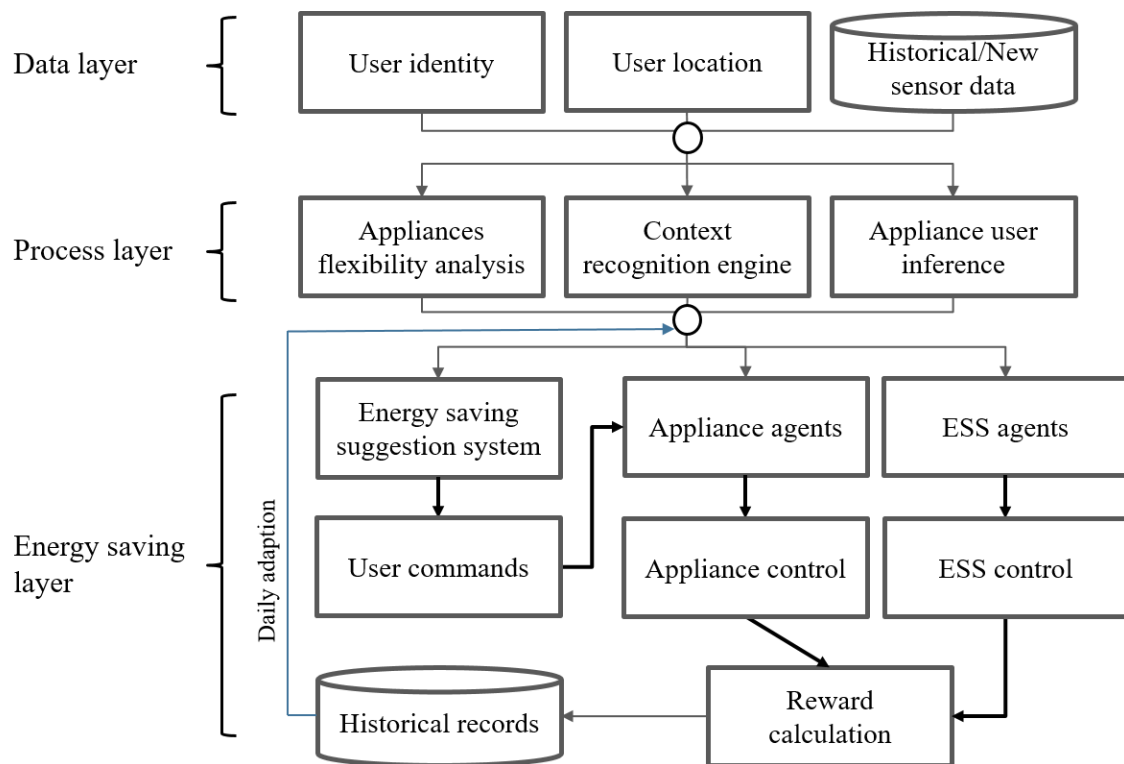 Data layer
User identity
User location
Historical/New
sensor data
Process layer
Appliances
flexibility analysis
Context
recognition engine
Appliance user
inference
Energy saving
layer
Daily adaption
Energy saving
suggestion system
Appliance agents
ESS agents
User commands
Appliance control
ESS control
Historical records
Reward
calculation